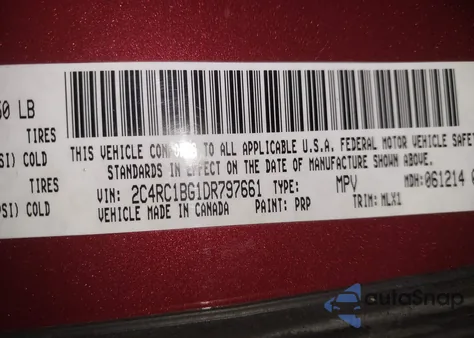 50 LB
TIRES
SI) COLD
TIRES
SI) COLD
THIS VEHICLE CONFORMS TO ALL APPLICABLE U.S.A. FEDERAL MOTOR VEHICLE SAFE
STANDARDS IN EFFECT ON THE DATE OF MANUFACTURE SHOWN ABOVE.
VIN: 2C4RC1BG1DR797661 TYPE: MPV MDH: 061214
VEHICLE MADE IN CANADA PAINT: PRP TRIM: MLX1
autoSnap